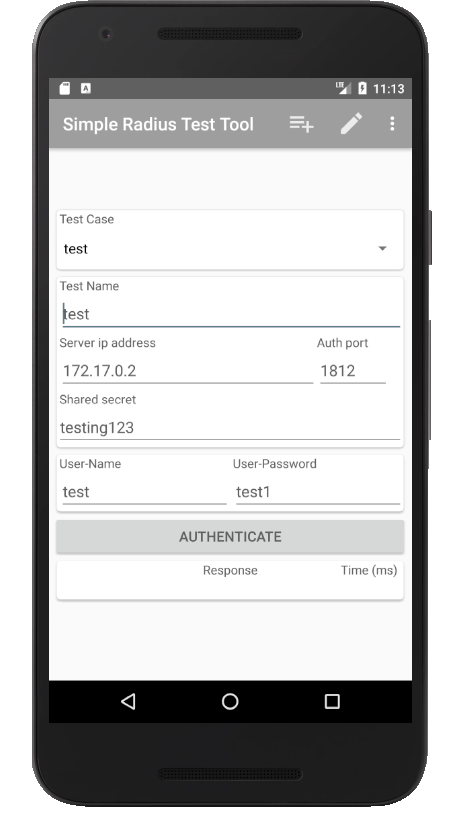 LTE 11:13
Simple Radius Test Tool
Test Case
test
Test Name
test
Server ip address Auth port
172.17.0.2 1812
Shared secret
testing123
User-Name User-Password
test test1
AUTHENTICATE
Response Time (ms)